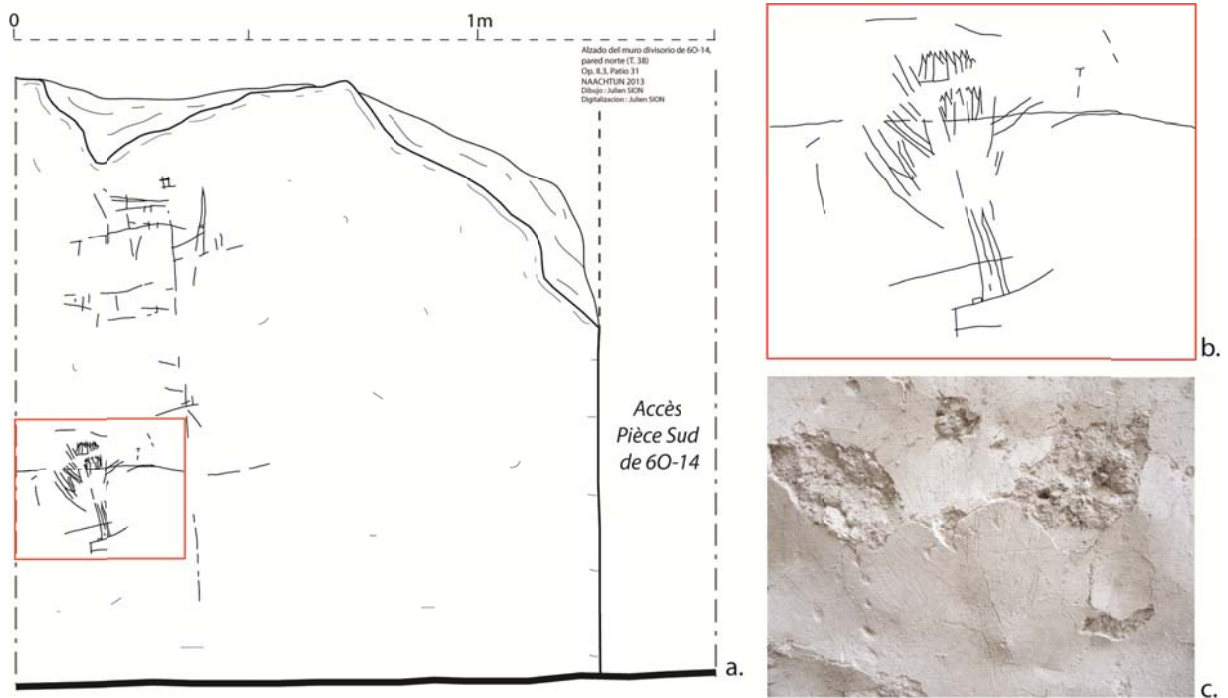 0
1m
Alzado del muro divisorio de 6O-14,
pared norte (T. 38)
Op. II.3, Patio 31
NAACHTUN 2013
Dibujo : Julien SION
Digitalizacion : Julien SION
Accès
Pièce Sud
de 6O-14
a.
b.
c.